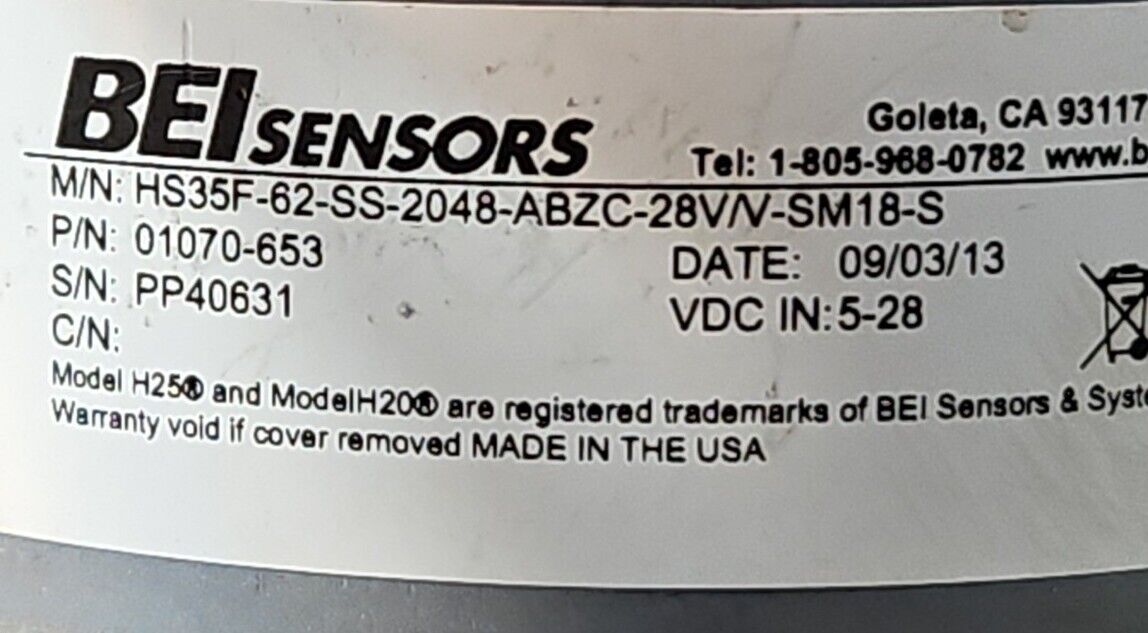 BEI SENSORS
Goleta, CA 93117
Tel: 1-805-968-0782 www.b
M/N: HS35F-62-SS-2048-ABZC-28V/V-SM18-S
P/N: 01070-653
DATE: 09/03/13
S/N: PP40631
VDC IN:5-28
C/N:
Model H25® and ModelH20® are registered trademarks of BEI Sensors & Syste
Warranty void if cover removed MADE IN THE USA